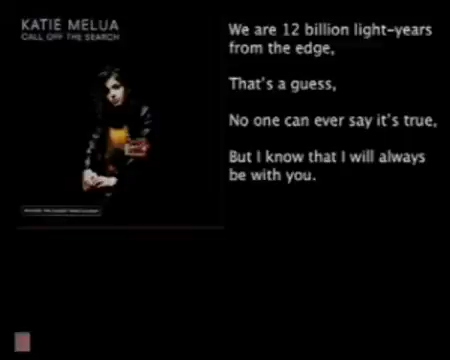 KATIE MELUA
CALL OFF THE SEARCH
We are 12 billion light-years
from the edge,
That's a guess,
No one can ever say it's true,
But I know that I will always
be with you.